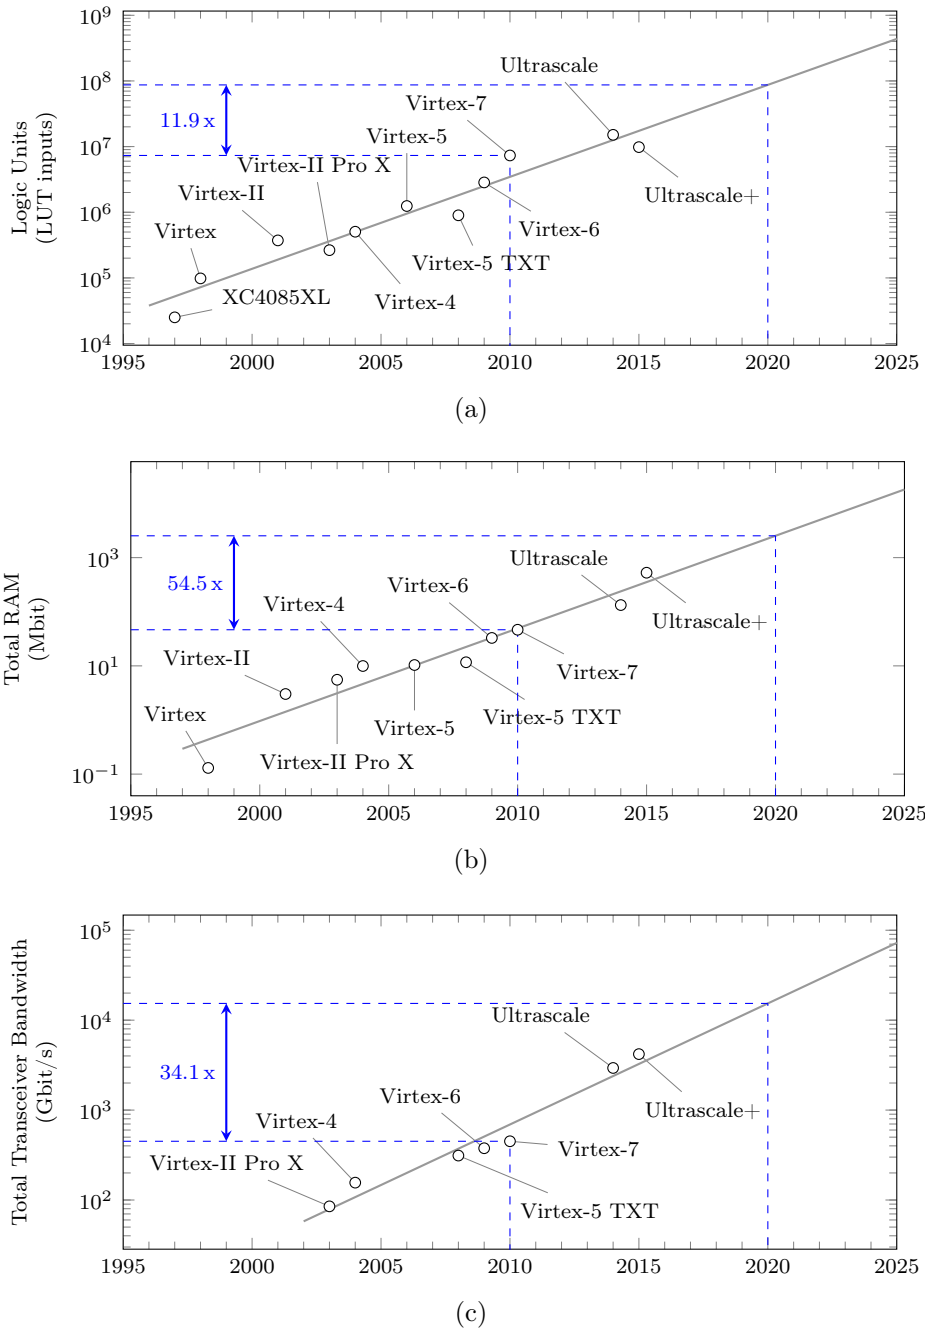 10^9
10^8
10^7
10^6
10^5
10^4
Logic Units
(LUT inputs)
11.9 x
Ultrascale
Virtex-7
Virtex-5
Virtex-II Pro X
Virtex-II
Ultrascale+
Virtex
Virtex-6
Virtex-5 TXT
XC4085XL
Virtex-4
1995 2000 2005 2010 2015 2020 2025
(a)
10^3
10^1
10^−1
Total RAM
(Mbit)
54.5 x
Ultrascale
Virtex-6
Virtex-4
Ultrascale+
Virtex-II
Virtex-7
Virtex
Virtex-5 TXT
Virtex-5
Virtex-II Pro X
1995 2000 2005 2010 2015 2020 2025
(b)
10^5
10^4
10^3
10^2
Total Transceiver Bandwidth
(Gbit/s)
34.1 x
Ultrascale
Virtex-6
Ultrascale+
Virtex-4
Virtex-7
Virtex-II Pro X
Virtex-5 TXT
1995 2000 2005 2010 2015 2020 2025
(c)